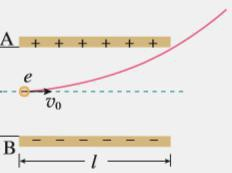 A
+ + + + + +
e
v₀
− − − − − −
B
l